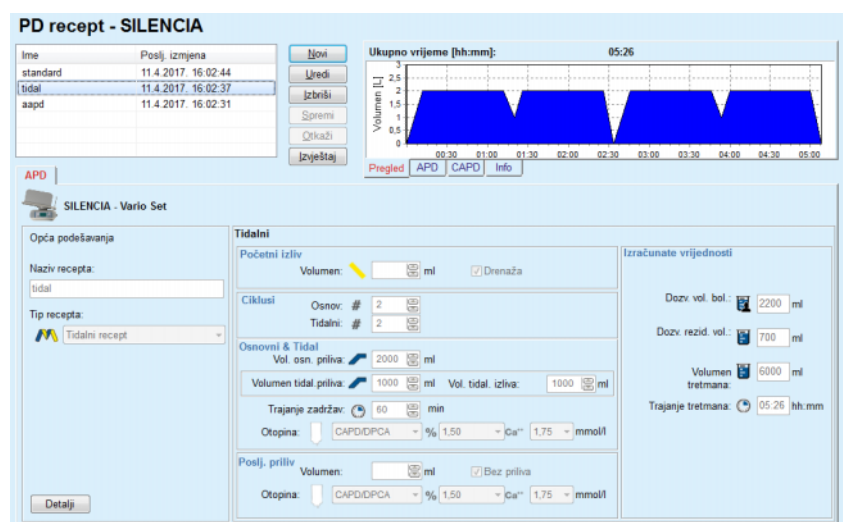 PD recept - SILENCIA
Ime Poslj. izmjena
standard 11.4.2017. 16:02:44
tidal 11.4.2017. 16:02:37
aapd 11.4.2017. 16:02:31
Novi
Uredi
Izbriši
Spremi
Otkaži
Izvještaj
Ukupno vrijeme [hh:mm]: 05:26
Volumen [L]
3
2,5
2
1,5
1
0,5
0
00:30 01:00 01:30 02:00 02:30 03:00 03:30 04:00 04:30 05:00
Pregled APD CAPD Info
APD
SILENCIA - Vario Set
Opća podešavanja
Naziv recepta:
tidal
Tip recepta:
Tidalni recept
Detalji
Tidalni
Početni izliv
Volumen: ml Drenaža
Ciklusi
Osnov: # 2
Tidalni: # 2
Osnovni & Tidal
Vol. osn. priliva: 2000 ml
Volumen tidal.priliva: 1000 ml Vol. tidal. izliva: 1000 ml
Trajanje zadržav: 60 min
Otopina: CAPD/DPCA % 1,50 Ca⁺⁺ 1,75 mmol/l
Poslj. priliv
Volumen: ml Bez priliva
Otopina: CAPD/DPCA % 1,50 Ca⁺⁺ 1,75 mmol/l
Izračunate vrijednosti
Dozv. vol. bol.: 2200 ml
Dozv. rezid. vol.: 700 ml
Volumen tretmana: 6000 ml
Trajanje tretmana: 05:26 hh:mm